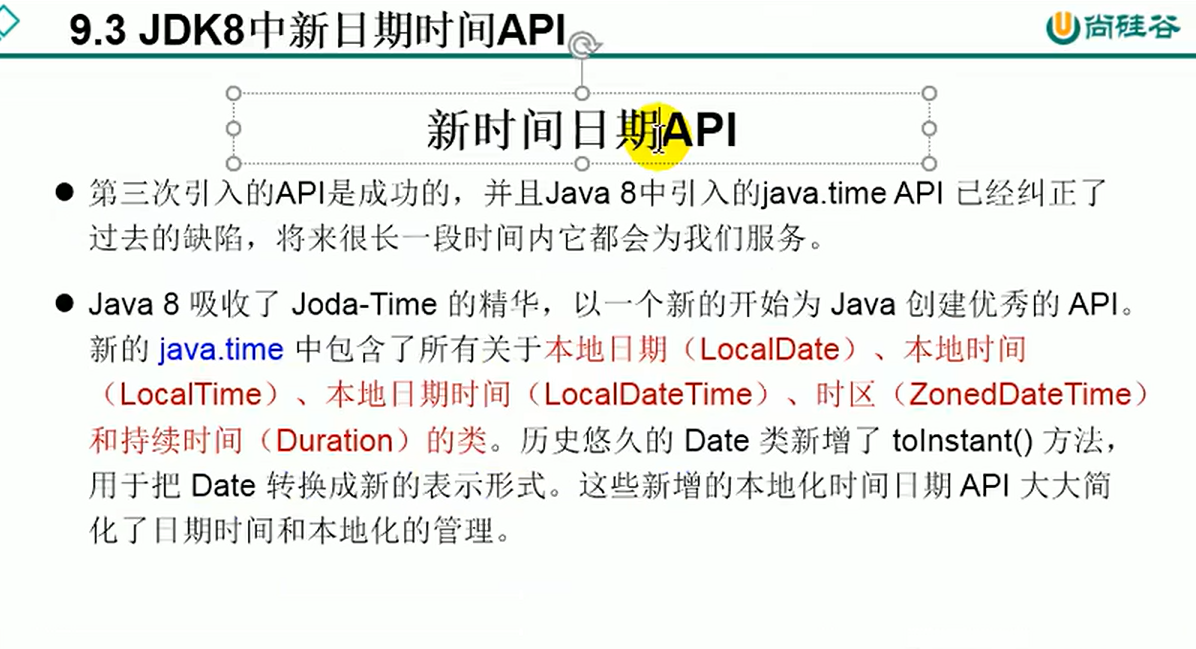 9.3 JDK8中新日期时间API
尚硅谷
新时间日期API
第三次引入的API是成功的，并且Java 8中引入的java.time API 已经纠正了
过去的缺陷，将来很长一段时间内它都会为我们服务。
Java 8 吸收了 Joda-Time 的精华，以一个新的开始为 Java 创建优秀的 API。
新的 java.time 中包含了所有关于本地日期（LocalDate）、本地时间
（LocalTime）、本地日期时间（LocalDateTime）、时区（ZonedDateTime）
和持续时间（Duration）的类。历史悠久的 Date 类新增了 toInstant() 方法，
用于把 Date 转换成新的表示形式。这些新增的本地化时间日期 API 大大简
化了日期时间和本地化的管理。